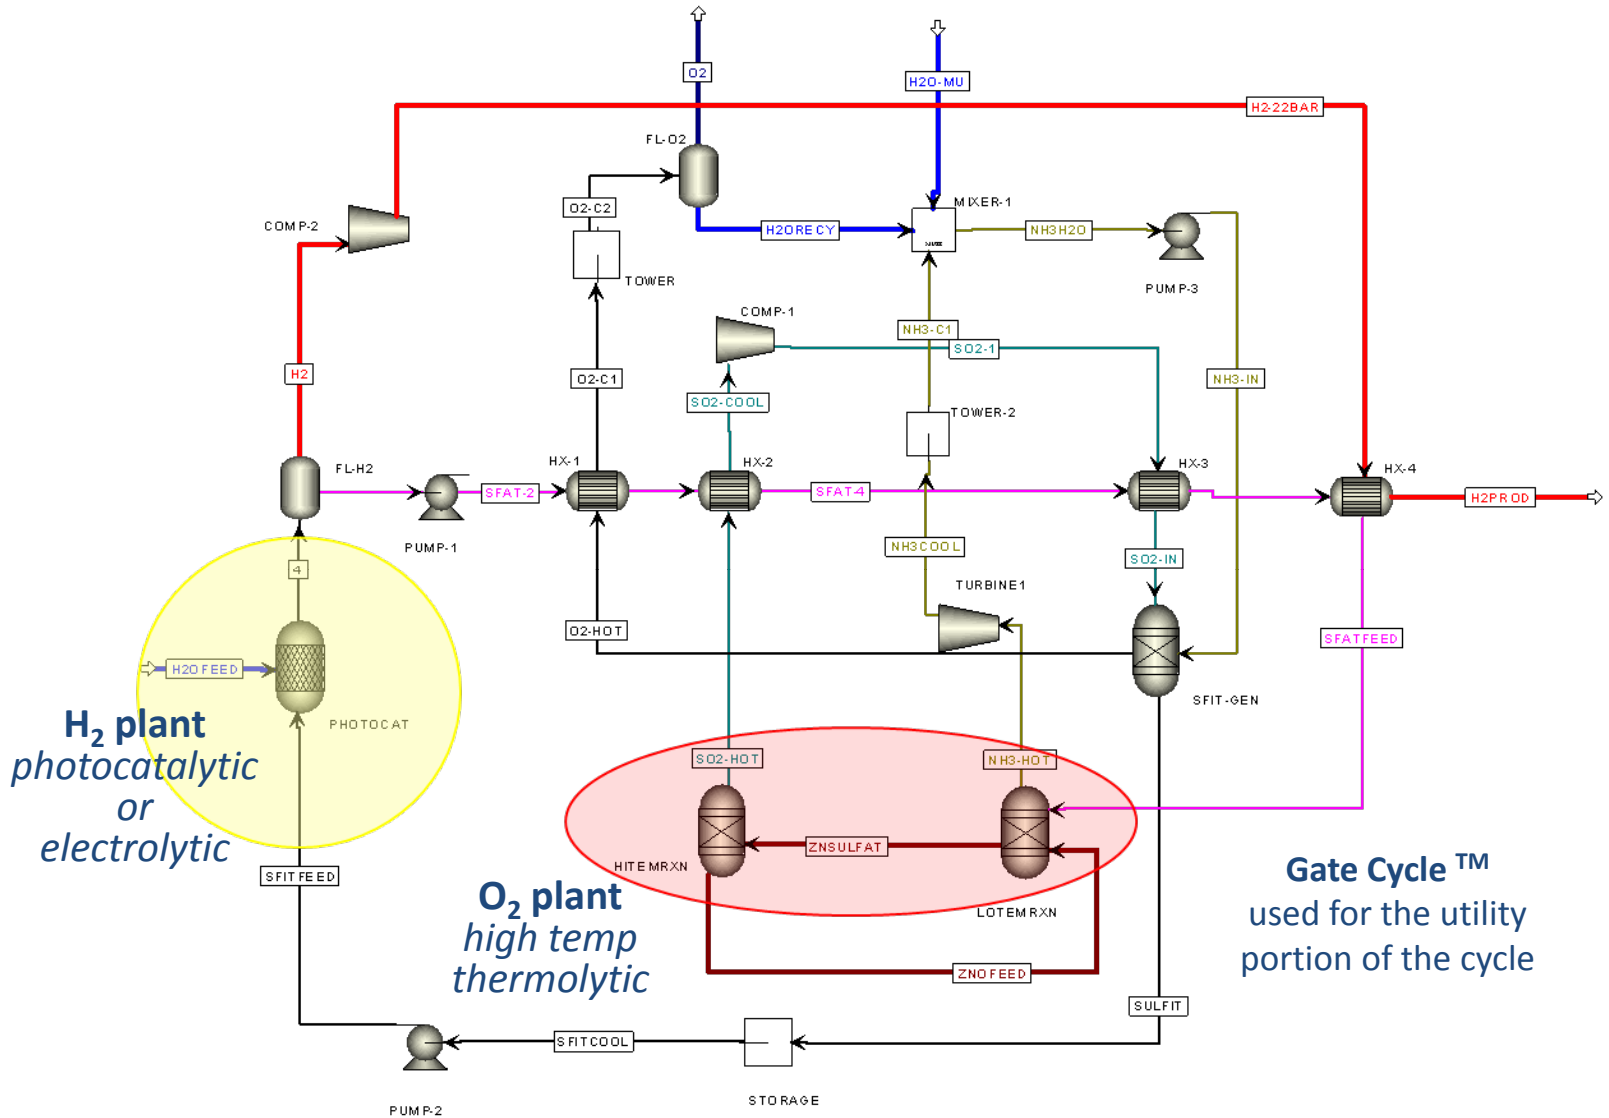 O2
H2O-MU
H2-22BAR
FL-O2
O2-C2
COMP-2
MIXER-1
H2ORECY
NH3H2O
TOWER
PUMP-3
COMP-1
NH3-C1
SO2-1
H2
O2-C1
NH3-IN
SO2-COOL
TOWER-2
FL-H2
HX-1
HX-2
HX-3
HX-4
SFAT-2
SFAT-4
H2PROD
PUMP-1
NH3COOL
SO2-IN
4
TURBINE1
O2-HOT
SFATFEED
H2OFEED
SFIT-GEN
PHOTOCAT
H₂ plant
photocatalytic
or
electrolytic
SO2-HOT
NH3-HOT
ZNSULFAT
HITEMRXN
SFITFEED
LOTEMRXN
O₂ plant
high temp
thermolytic
Gate Cycle ™
used for the utility
portion of the cycle
ZNOFEED
SULFIT
SFITCOOL
STORAGE
PUMP-2